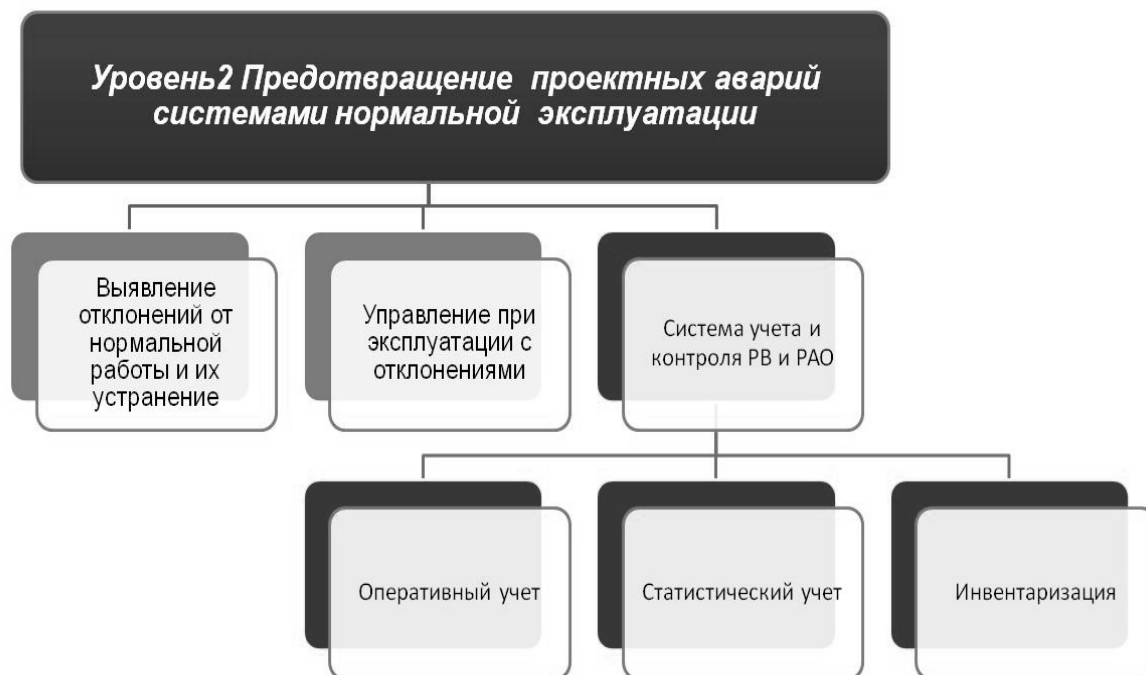 Уровень2 Предотвращение проектных аварий
системами нормальной эксплуатации
Выявление
отклонений от
нормальной
работы и их
устранение
Управление при
эксплуатации с
отклонениями
Система учета и
контроля РВ и РАО
Оперативный учет
Статистический учет
Инвентаризация